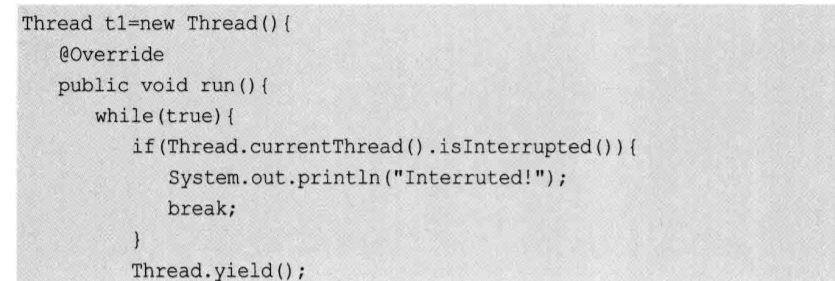 Thread t1=new Thread(){
@Override
public void run(){
while(true){
if(Thread.currentThread().isInterrupted()){
System.out.println("Interruted!");
break;
}
Thread.yield();